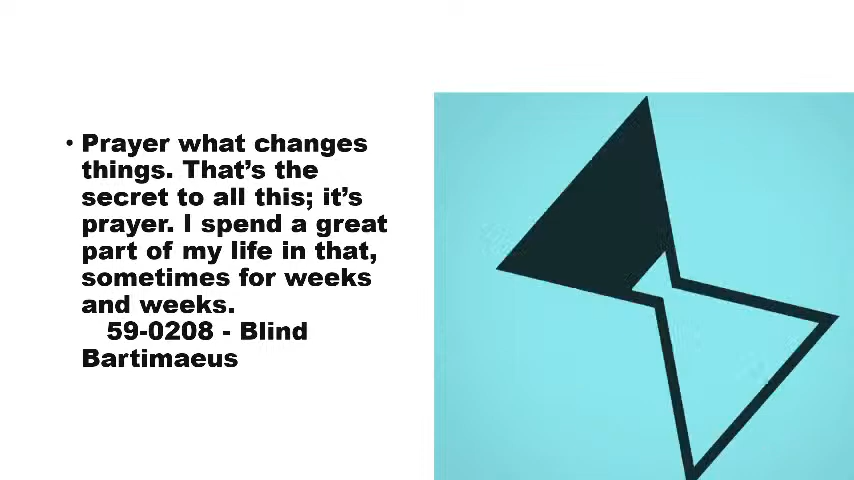 • Prayer what changes
things. That’s the
secret to all this; it’s
prayer. I spend a great
part of my life in that,
sometimes for weeks
and weeks.
59-0208 - Blind
Bartimaeus